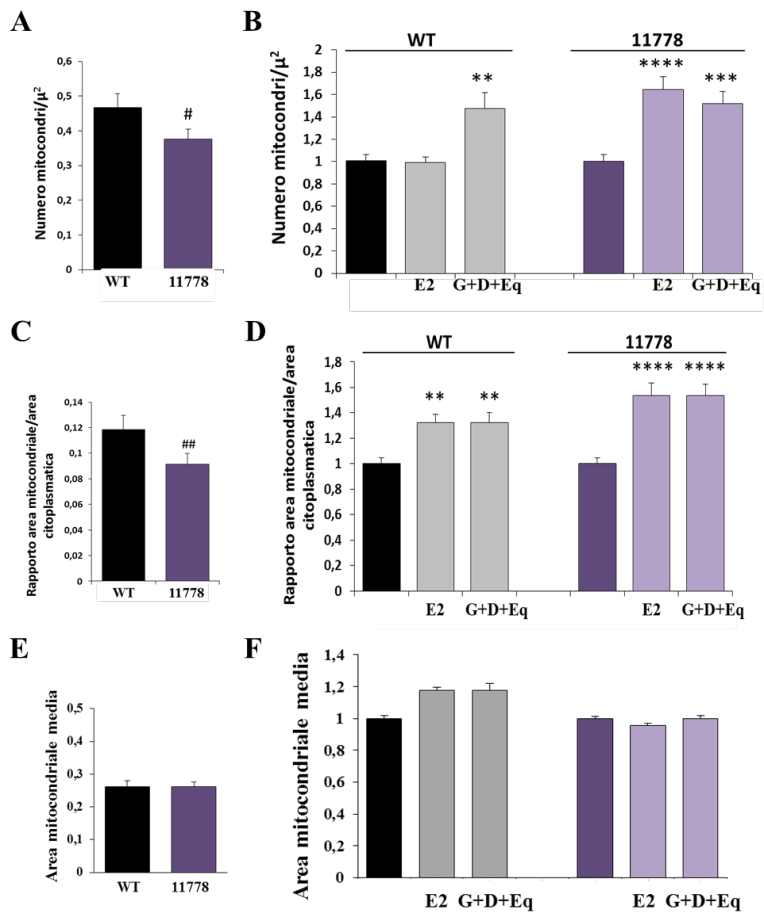 A
Numero mitocondri/µ²
0,6
0,5
0,4
0,3
0,2
0,1
0
#
WT
11778
B
Numero mitocondri/µ²
2
1,8
1,6
1,4
1,2
1
0,8
0,6
0,4
0,2
0
WT
11778
**
****
***
E2
G+D+Eq
E2
G+D+Eq
C
Rapporto area mitocondriale/area
citoplasmatica
0,14
0,12
0,1
0,08
0,06
0,04
0,02
0
##
WT
11778
D
Rapporto area mitocondriale/area
citoplasmatica
1,8
1,6
1,4
1,2
1
0,8
0,6
0,4
0,2
0
WT
11778
**
**
****
****
E2
G+D+Eq
E2
G+D+Eq
E
Area mitocondriale media
0,5
0,4
0,3
0,2
0,1
0
WT
11778
F
Area mitocondriale media
1,4
1,2
1
0,8
0,6
0,4
0,2
0
E2
G+D+Eq
E2
G+D+Eq